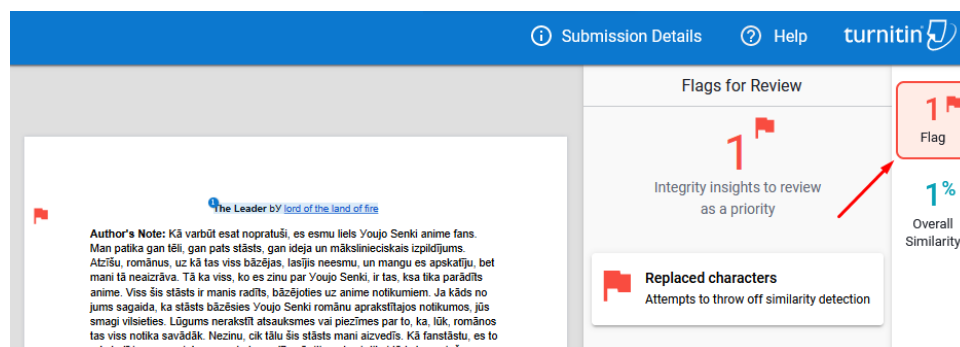 Submission Details
Help
turnitin
Flags for Review
1
Flag
1
Integrity insights to review
as a priority
1%
Overall
Similarity
Replaced characters
Attempts to throw off similarity detection
1
The Leader bУ lord of the land of fire
Author's Note: Kā varbūt esat nopratuši, es esmu liels Уoujo Senki anime fans.
Man patika gan tēli, gan pats stāsts, gan ideja un mākslinieciskais izpildījums.
Atzīšu, romānus, uz kā tas viss bāzējas, lasījis neesmu, un mangu es apskatīju, bet
mani tā neaizrāva. Tā ka viss, ko es zinu par Уoujo Senki, ir tas, ksa tika parādīts
anime. Viss šis stāsts ir manis radīts, bāzējoties uz anime notikumiem. Ja kāds no
jums sagaida, ka stāsts bāzēsies Уoujo Senki romānu aprakstītajos notikumos, jūs
smagi vilsieties. Lūgums nerakstīt atsauksmes vai piezīmes par to, ka, lūk, romānos
tas viss notika savādāk. Nezinu, cik tālu šis stāsts mani aizvedīs. Kā fanstāstu, es to